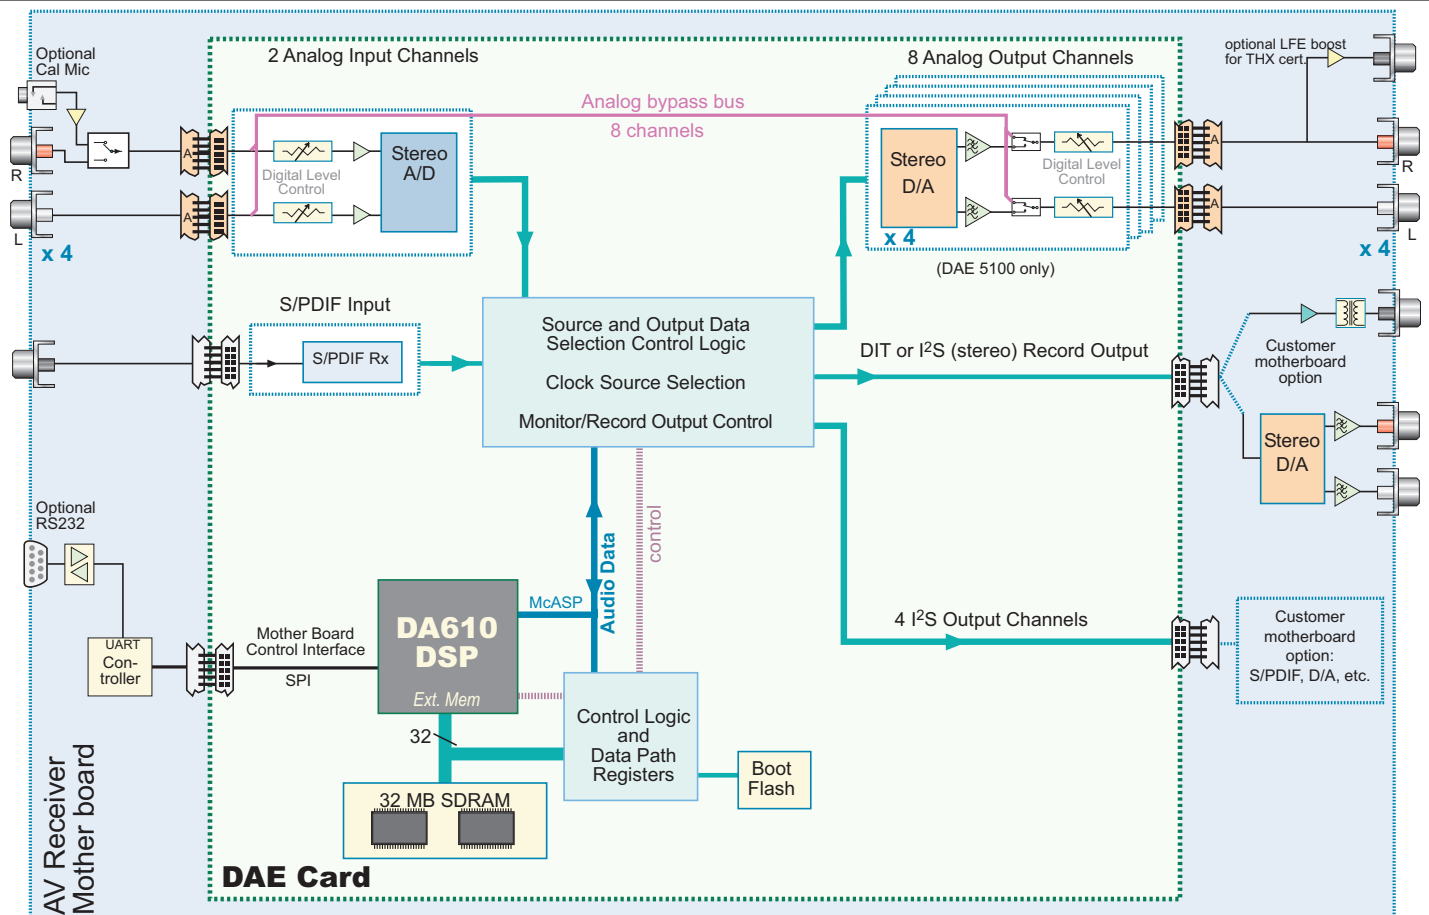 Optional
Cal Mic
2 Analog Input Channels
8 Analog Output Channels
optional LFE boost
for THX cert.
Analog bypass bus
8 channels
R
A
Digital Level
Control
Stereo
A/D
Stereo
D/A
Digital Level
Control
A
R
L
A
x 4
x 4
(DAE 5100 only)
A
L
x 4
S/PDIF Input
S/PDIF Rx
Source and Output Data
Selection Control Logic
Clock Source Selection
Monitor/Record Output Control
DIT or I2S (stereo) Record Output
Customer
motherboard
option
Stereo
D/A
Optional
RS232
control
Audio Data
McASP
DA610
DSP
Ext. Mem
UART
Con-
troller
Mother Board
Control Interface
SPI
4 I2S Output Channels
Customer
motherboard
option:
S/PDIF, D/A, etc.
32
Control Logic
and
Data Path
Registers
Boot
Flash
32 MB SDRAM
DAE Card
AV Receiver
Mother board